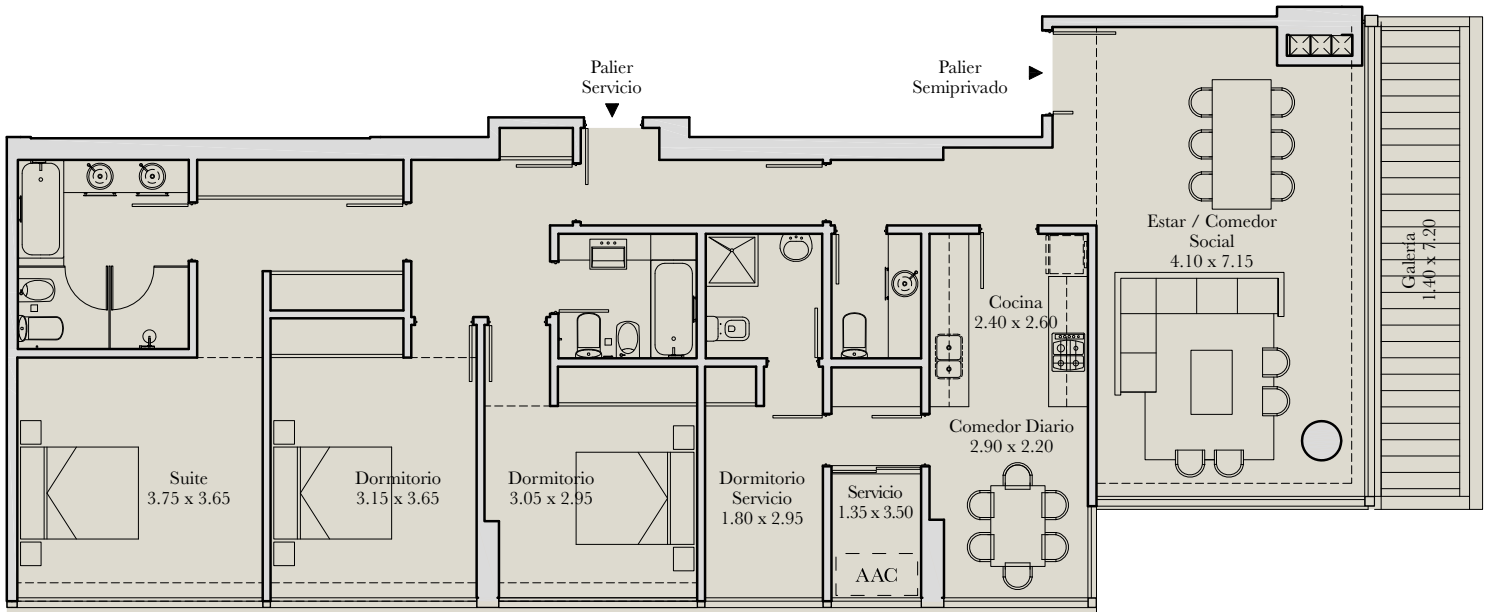 Palier
Servicio
Palier
Semiprivado
Estar / Comedor
Social
4.10 x 7.15
Galería
1.40 x 7.20
Cocina
2.40 x 2.60
Comedor Diario
2.90 x 2.20
Suite
3.75 x 3.65
Dormitorio
3.15 x 3.65
Dormitorio
3.05 x 2.95
Dormitorio
Servicio
1.80 x 2.95
Servicio
1.35 x 3.50
AAC